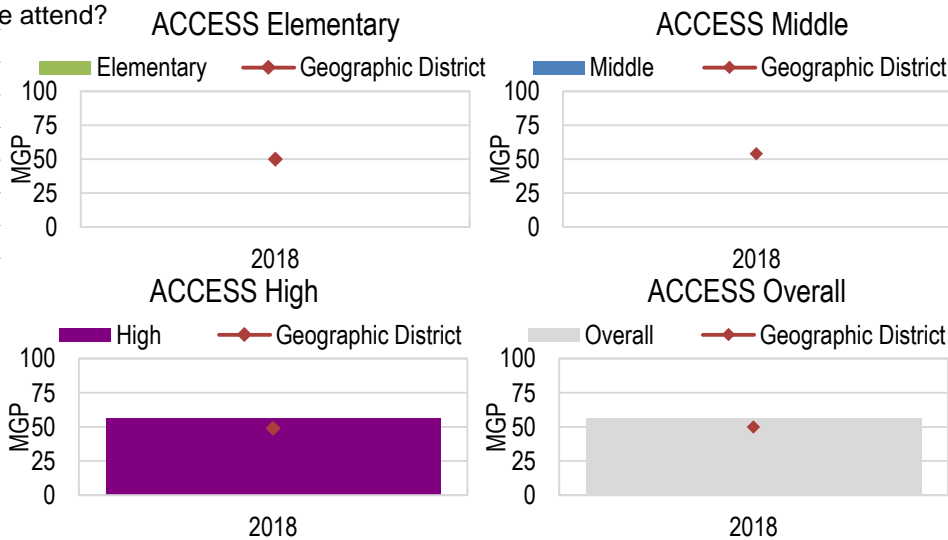 e attend?
ACCESS Elementary
Elementary Geographic District
100
75
50
25
0
MGP
2018
ACCESS Middle
Middle Geographic District
100
75
50
25
0
MGP
2018
ACCESS High
High Geographic District
100
75
50
25
0
MGP
2018
ACCESS Overall
Overall Geographic District
100
75
50
25
0
MGP
2018